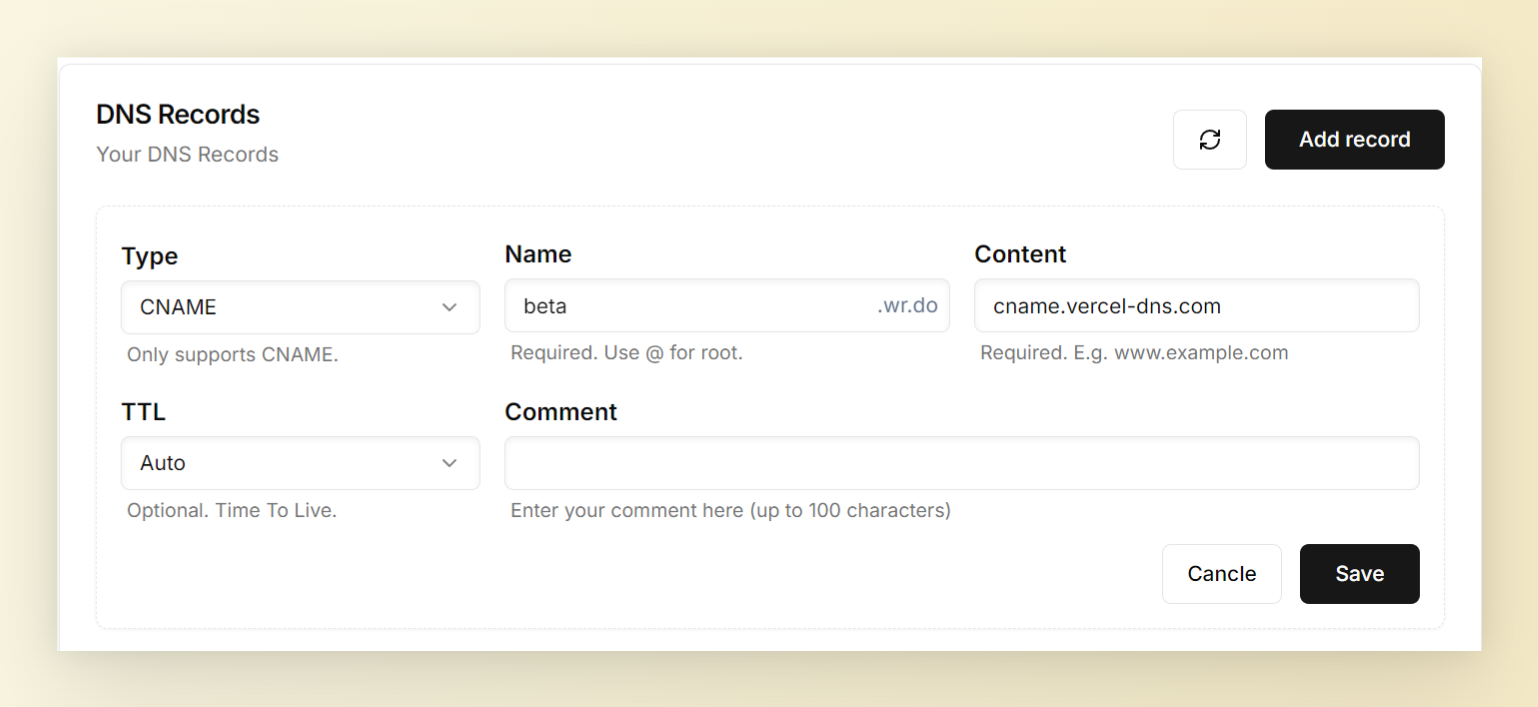 DNS Records
Your DNS Records
Add record
Type
Name
Content
CNAME
beta
.wr.do
cname.vercel-dns.com
Only supports CNAME.
Required. Use @ for root.
Required. E.g. www.example.com
TTL
Comment
Auto
Optional. Time To Live.
Enter your comment here (up to 100 characters)
Cancle
Save